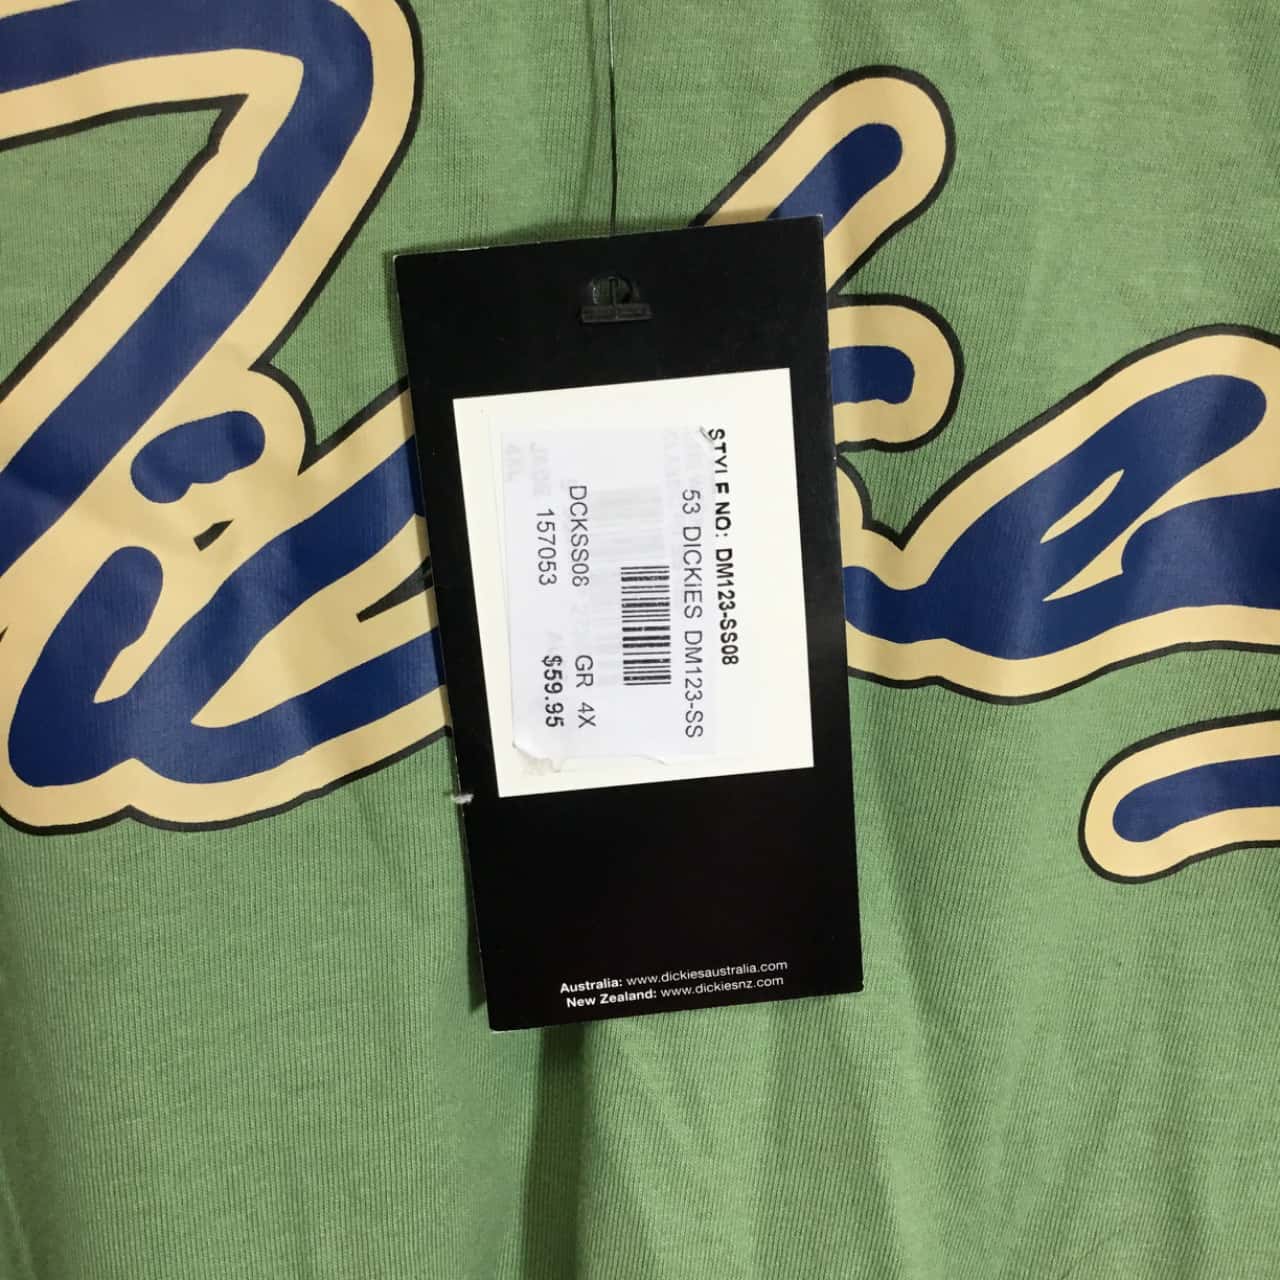 STYLE NO: DM123-SS08
53 DICKIES DM123-SS
DCKSS08 GR 4X
157053 $59.95
Australia: www.dickiesaustralia.com
New Zealand: www.dickiesnz.com